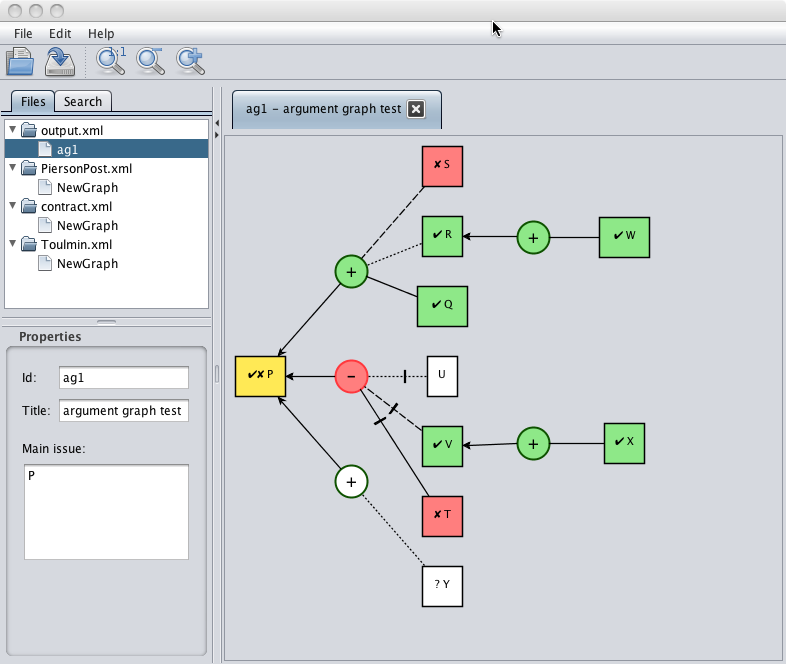 File Edit Help
1:1
Files Search
ag1 – argument graph test
output.xml
ag1
PiersonPost.xml
NewGraph
contract.xml
NewGraph
Toulmin.xml
NewGraph
Properties
Id: ag1
Title: argument graph test
Main issue:
P
✘ S
✔ R
+
✔ W
+
✔ Q
✔✘ P
−
U
✔ V
+
✔ X
+
✘ T
? Y